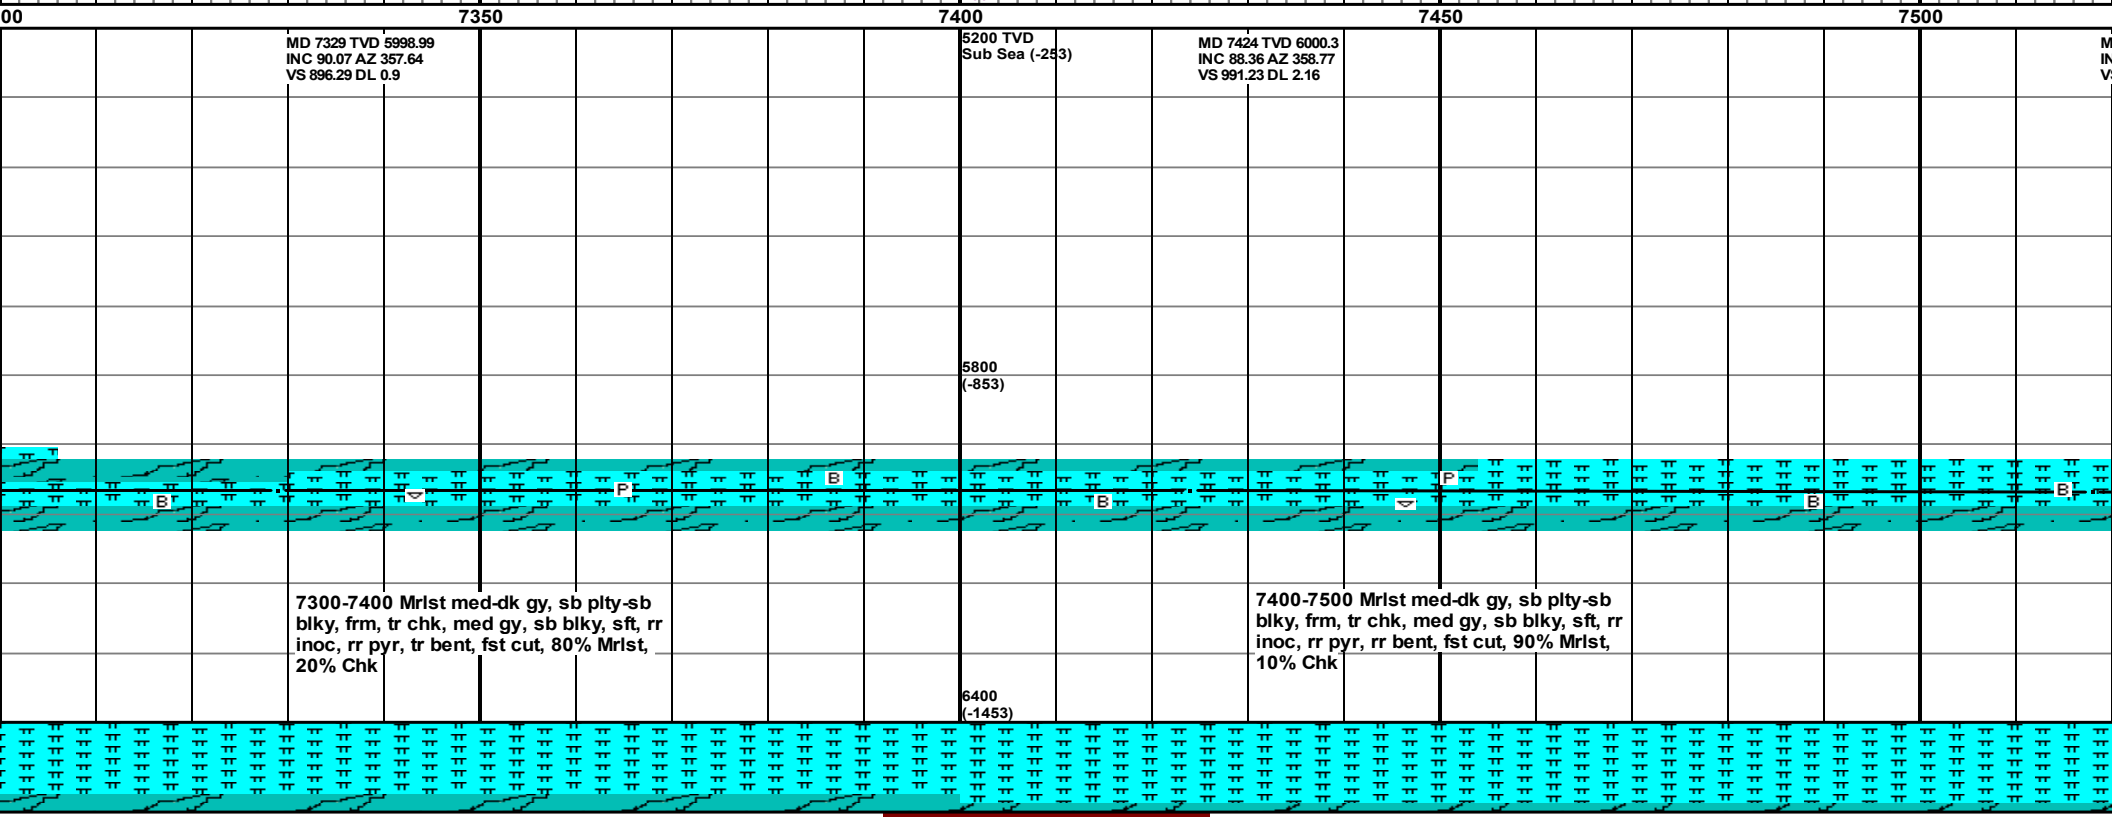 00 7350 7400 7450 7500
MD 7329 TVD 5998.99
INC 90.07 AZ 357.64
VS 896.29 DL 0.9
5200 TVD
Sub Sea (-253)
MD 7424 TVD 6000.3
INC 88.36 AZ 358.77
VS 991.23 DL 2.16
M
IN
VS
5800
(-853)
B
P
B
B
P
B
B
7300-7400 Mrlst med-dk gy, sb plty-sb
blky, frm, tr chk, med gy, sb blky, sft, rr
inoc, rr pyr, tr bent, fst cut, 80% Mrlst,
20% Chk
7400-7500 Mrlst med-dk gy, sb plty-sb
blky, frm, tr chk, med gy, sb blky, sft, rr
inoc, rr pyr, rr bent, fst cut, 90% Mrlst,
10% Chk
6400
(-1453)